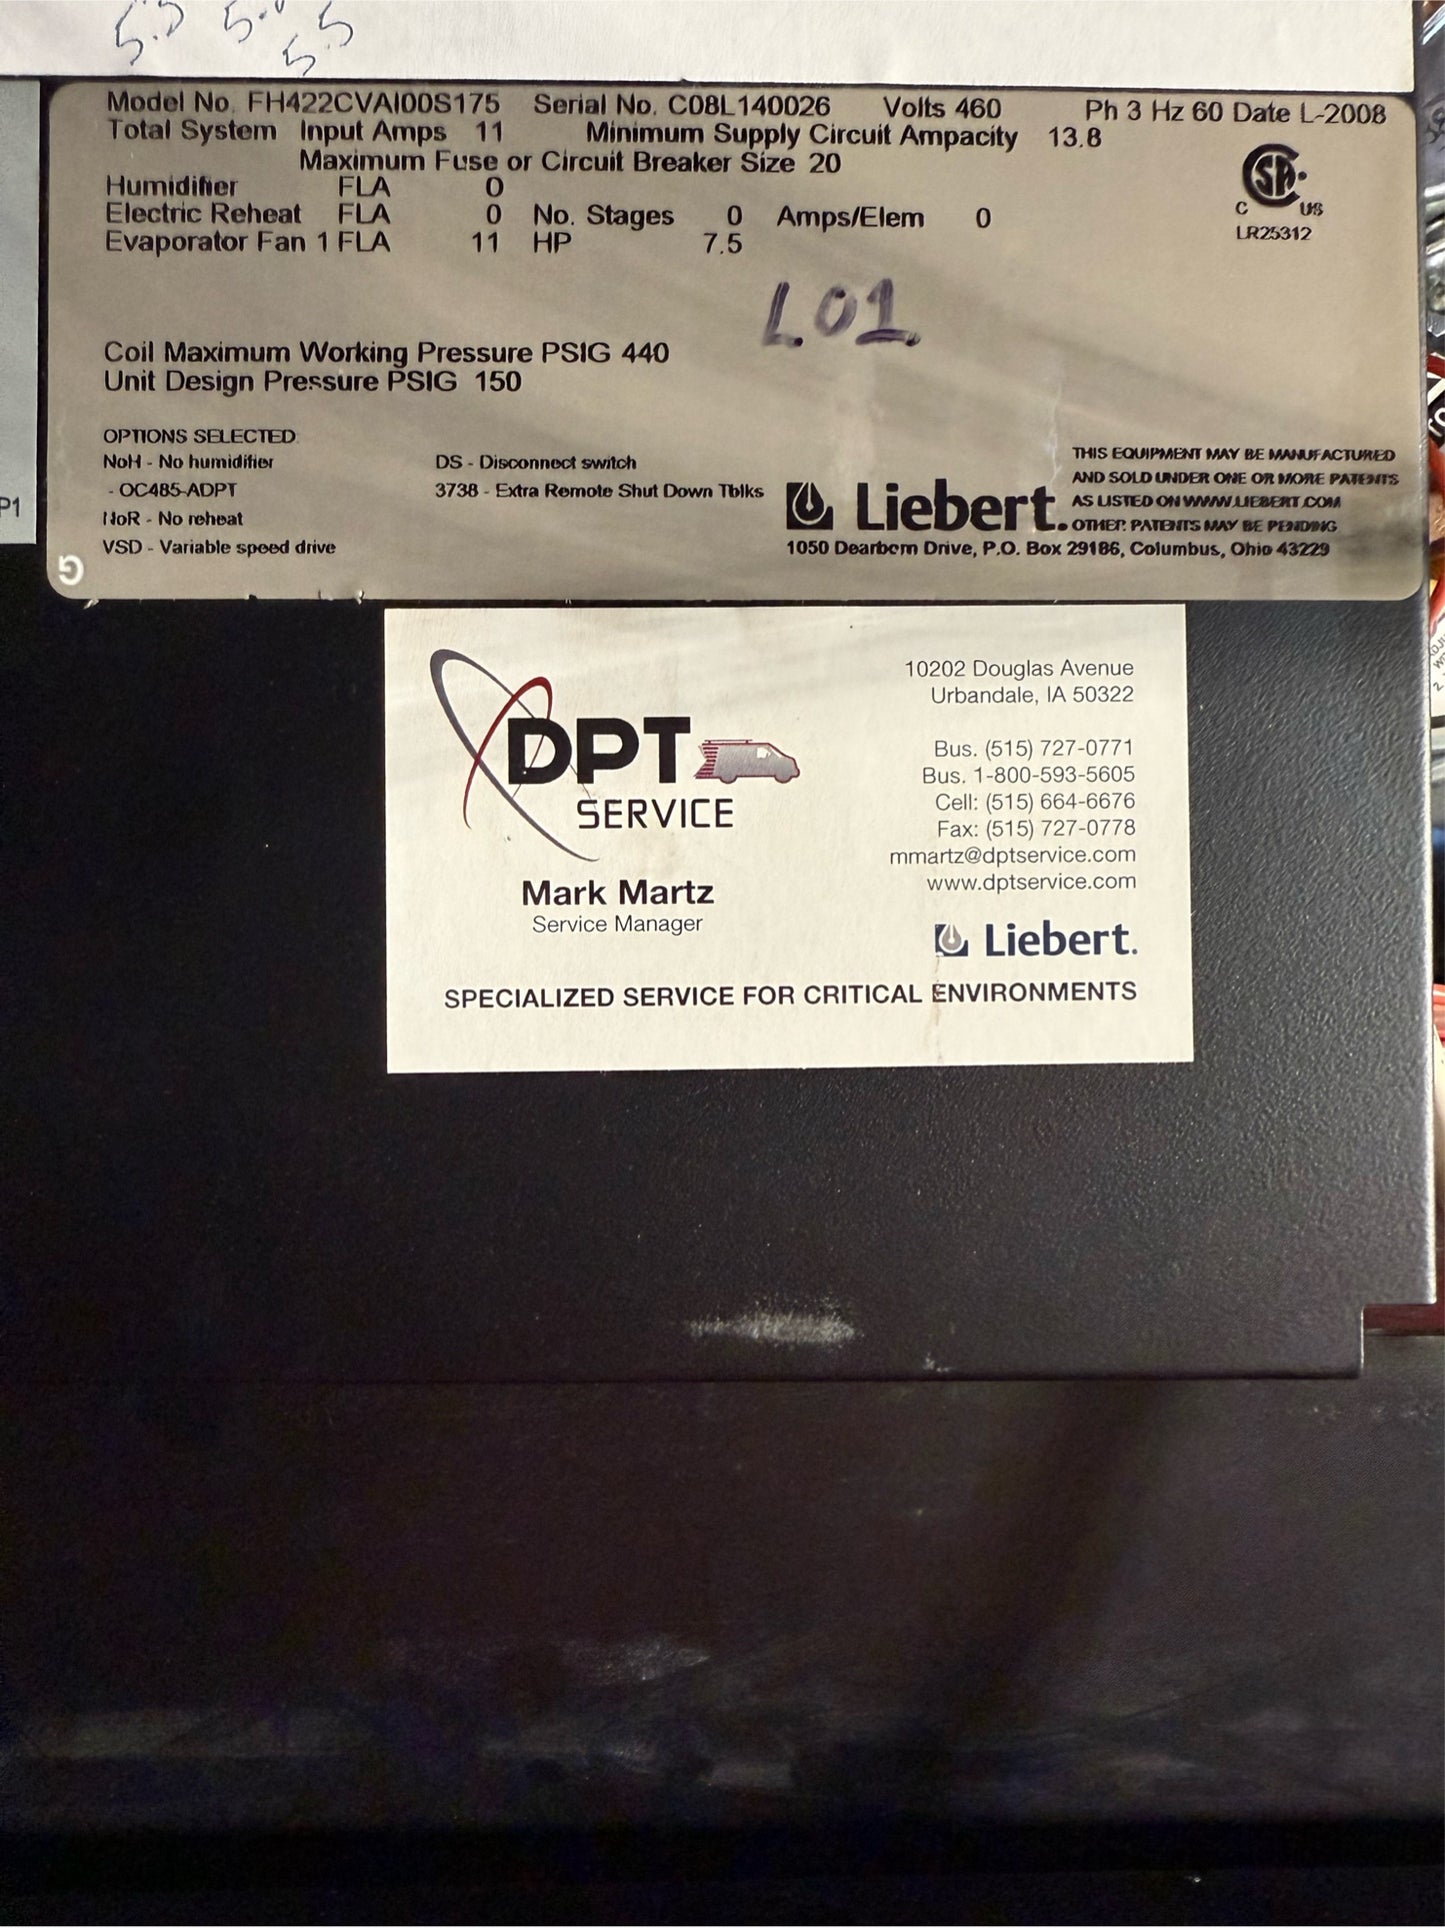 5.5
5.5
Model No. FH422CVAI00S175 Serial No. C08L140026 Volts 460 Ph 3 Hz 60 Date L-2008
Total System Input Amps 11 Minimum Supply Circuit Ampacity 13.8
Maximum Fuse or Circuit Breaker Size 20
Humidifier FLA 0
Electric Reheat FLA 0 No. Stages 0 Amps/Elem 0
Evaporator Fan 1 FLA 11 HP 7.5
CSA
C US
LR25312
L01
Coil Maximum Working Pressure PSIG 440
Unit Design Pressure PSIG 150
OPTIONS SELECTED:
NoH - No humidifier DS - Disconnect switch
- OC485-ADPT 3738 - Extra Remote Shut Down Tblks
NoR - No reheat
VSD - Variable speed drive
P1
G
Liebert.
THIS EQUIPMENT MAY BE MANUFACTURED
AND SOLD UNDER ONE OR MORE PATENTS
AS LISTED ON WWW.LIEBERT.COM
OTHER PATENTS MAY BE PENDING
1050 Dearborn Drive, P.O. Box 29186, Columbus, Ohio 43229
DPT
SERVICE
Mark Martz
Service Manager
10202 Douglas Avenue
Urbandale, IA 50322
Bus. (515) 727-0771
Bus. 1-800-593-5605
Cell: (515) 664-6676
Fax: (515) 727-0778
mmartz@dptservice.com
www.dptservice.com
Liebert.
SPECIALIZED SERVICE FOR CRITICAL ENVIRONMENTS